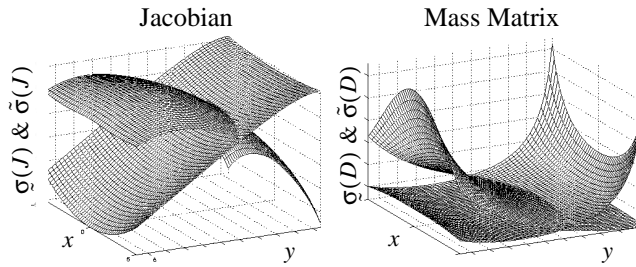 Jacobian
Mass Matrix
σ̰(J) & σ̃(J)
x
y
σ̰(D) & σ̃(D)
x
y